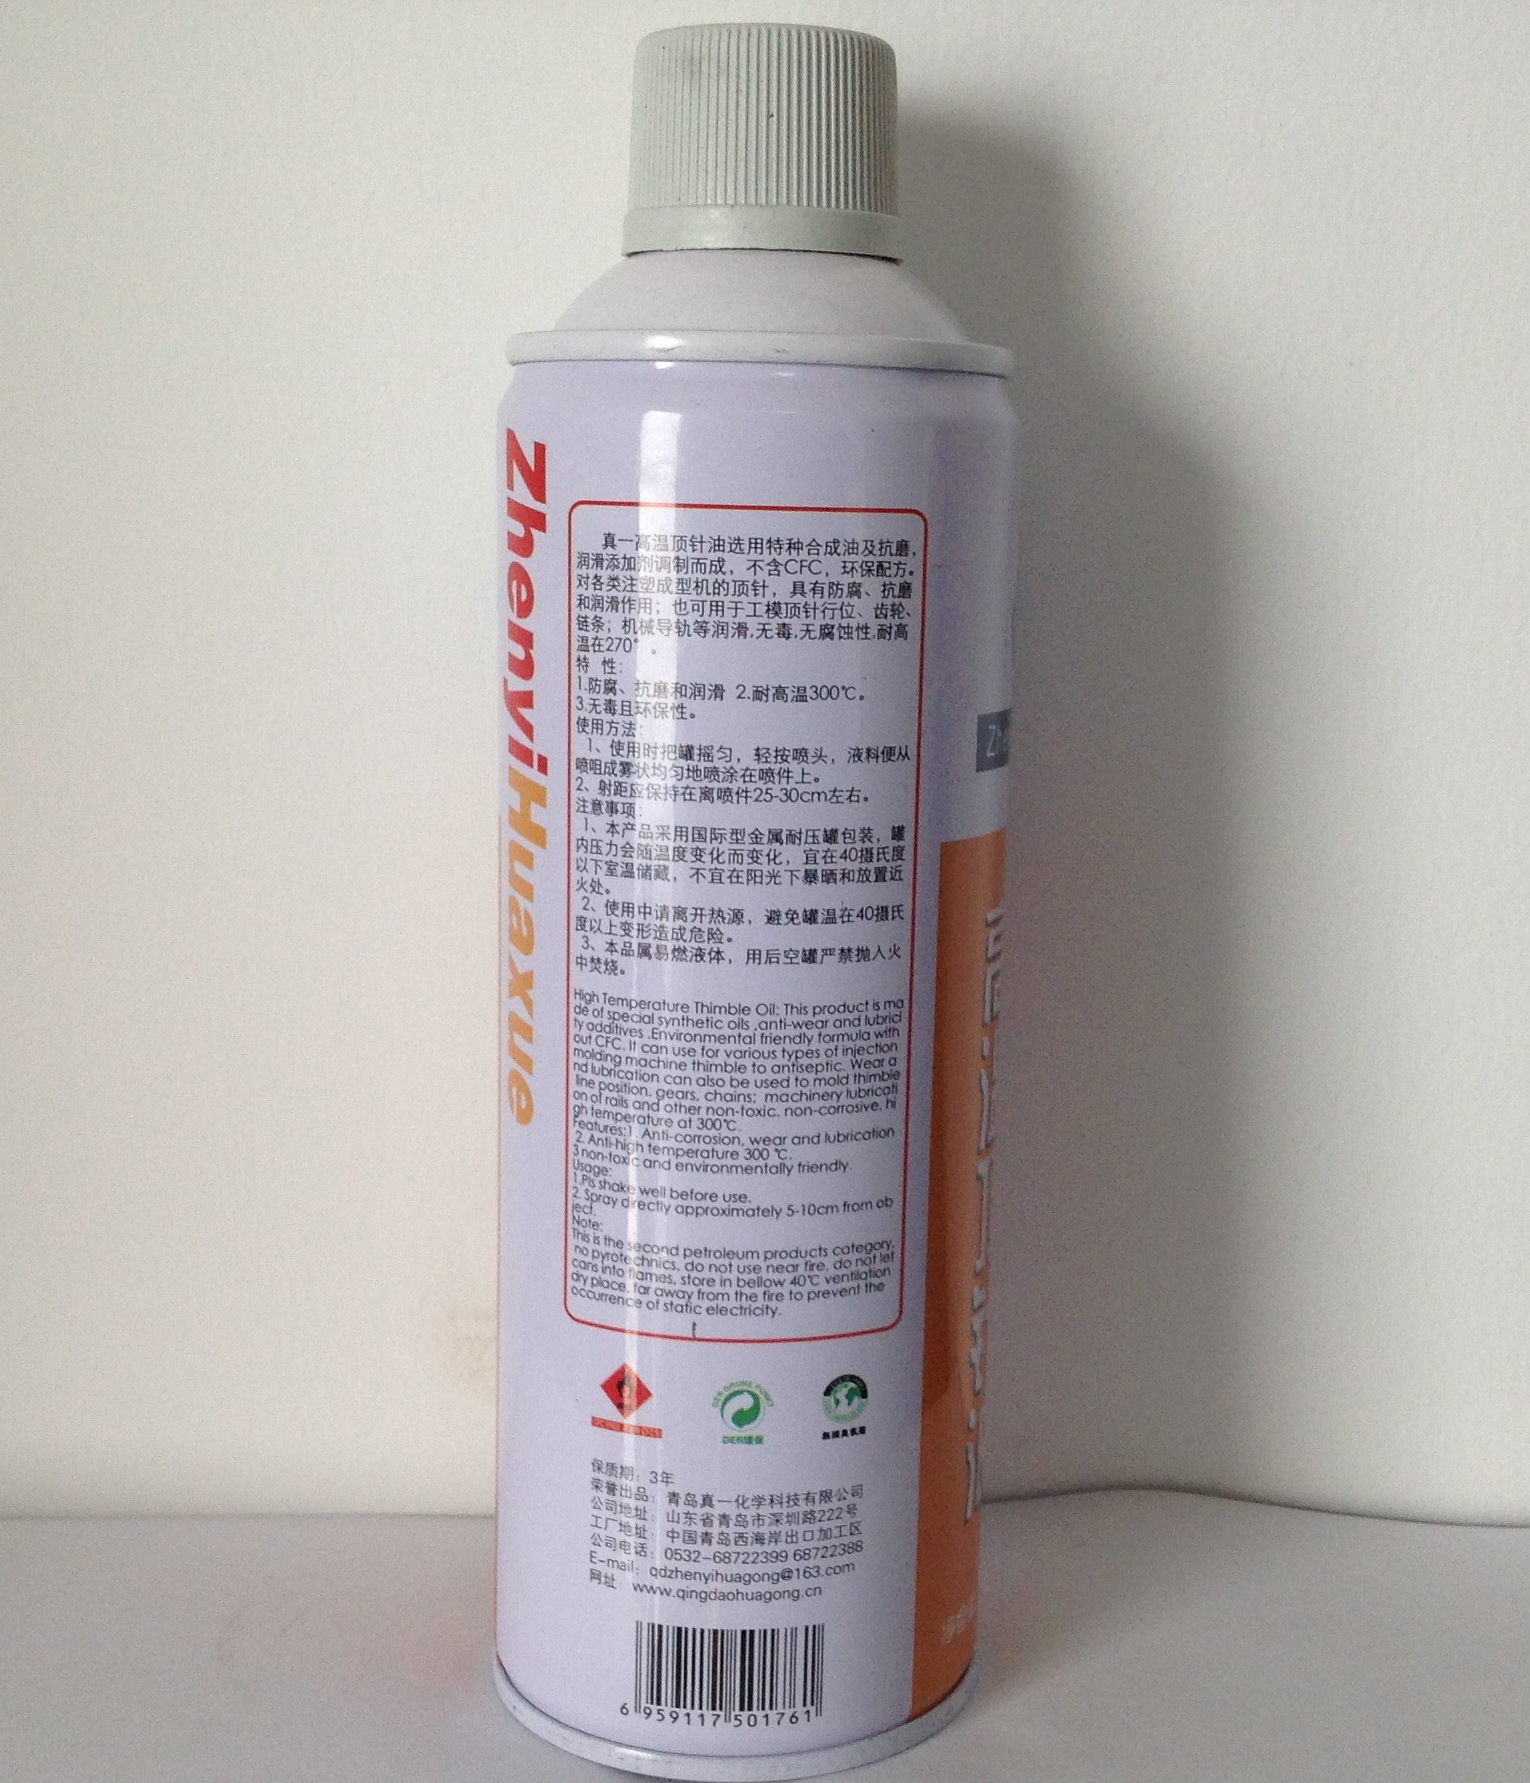 ZhenyiHuaxue
真一高温顶针油选用特种合成油及抗磨,
润滑添加剂调制而成，不含CFC，环保配方。
对各类注塑成型机的顶针，具有防腐、抗磨
和润滑作用；也可用于工模顶针行位、齿轮、
链条；机械导轨等润滑,无毒,无腐蚀性,耐高
温在270°。
特 性：
1.防腐、抗磨和润滑 2.耐高温300℃。
3.无毒且环保性。
使用方法：
1、使用时把罐摇匀，轻按喷头，液料便从
喷咀成雾状均匀地喷涂在喷件上。
2、射距应保持在离喷件25-30cm左右。
注意事项：
1、本产品采用国际型金属耐压罐包装，罐
内压力会随温度变化而变化，宜在40摄氏度
以下室温储藏，不宜在阳光下暴晒和放置近
火处。
2、使用中请离开热源，避免罐温在40摄氏
度以上变形造成危险。
3、本品属易燃液体，用后空罐严禁抛入火
中焚烧。
High Temperature Thimble Oil: This product is ma
de of special synthetic oils ,anti-wear and lubrici
ty additives .Environmental friendly formula with
out CFC. It can use for various types of injection
molding machine thimble to antiseptic. Wear a
nd lubrication can also be used to mold thimble
line position. gears, chains; machinery lubricati
on of rails and other non-toxic. non-corrosive. hi
gh temperature at 300℃.
Features:1. Anti-corrosion, wear and lubrication
2. Anti-high temperature 300 ℃.
3 non-toxic and environmentally friendly.
Usage:
1.Pls shake well before use.
2. Spray directly approximately 5-10cm from ob
ject.
Note:
This is the second petroleum products category,
no pyrotechnics, do not use near fire, do not let
cans into flames, store in bellow 40℃ ventilation
dry place, far away from the fire to prevent the
occurrence of static electricity.
DER GRUNE PUNKT
DER环保
保质期：3年
荣誉出品：青岛真一化学科技有限公司
公司地址：山东省青岛市深圳路222号
工厂地址：中国青岛西海岸出口加工区
公司电话：0532-68722399 68722388
E-mail：qdzhenyihuagong@163.com
网址：www.qingdaohuagong.cn
6 959117 501761